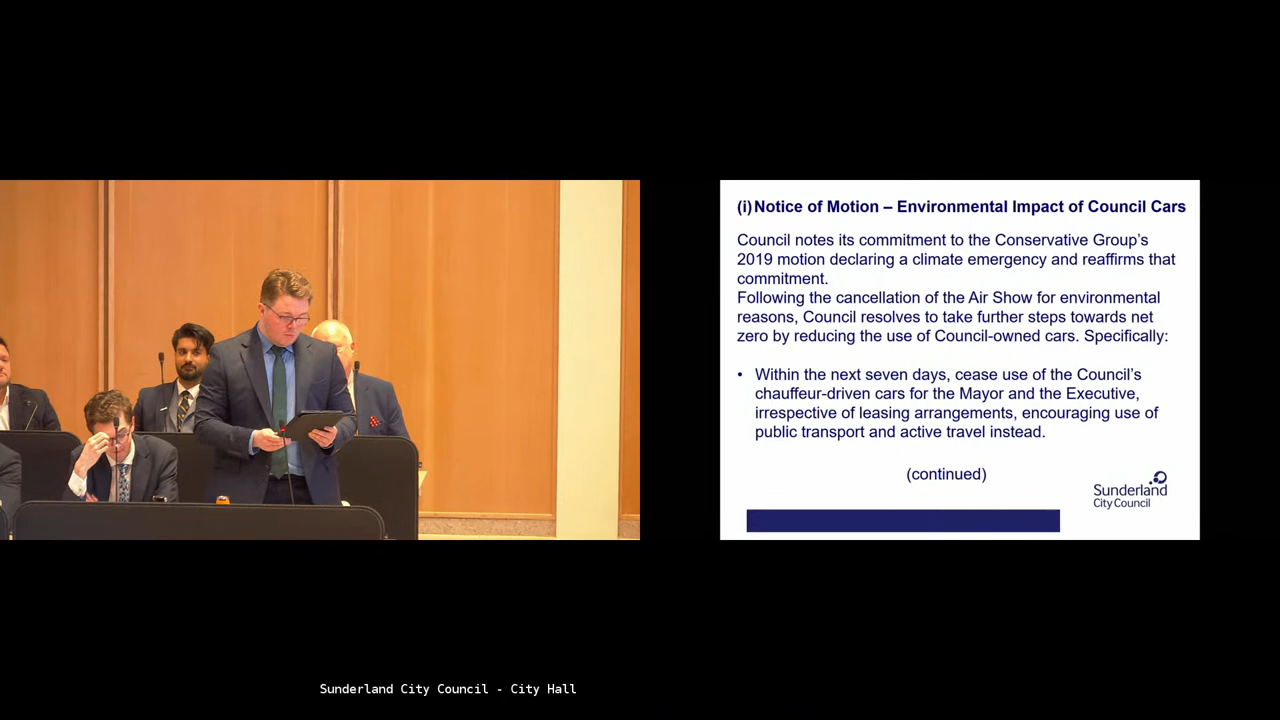 (i) Notice of Motion – Environmental Impact of Council Cars
Council notes its commitment to the Conservative Group's
2019 motion declaring a climate emergency and reaffirms that
commitment.
Following the cancellation of the Air Show for environmental
reasons, Council resolves to take further steps towards net
zero by reducing the use of Council-owned cars. Specifically:
• Within the next seven days, cease use of the Council's
chauffeur-driven cars for the Mayor and the Executive,
irrespective of leasing arrangements, encouraging use of
public transport and active travel instead.
(continued)
Sunderland
City Council
Sunderland City Council - City Hall